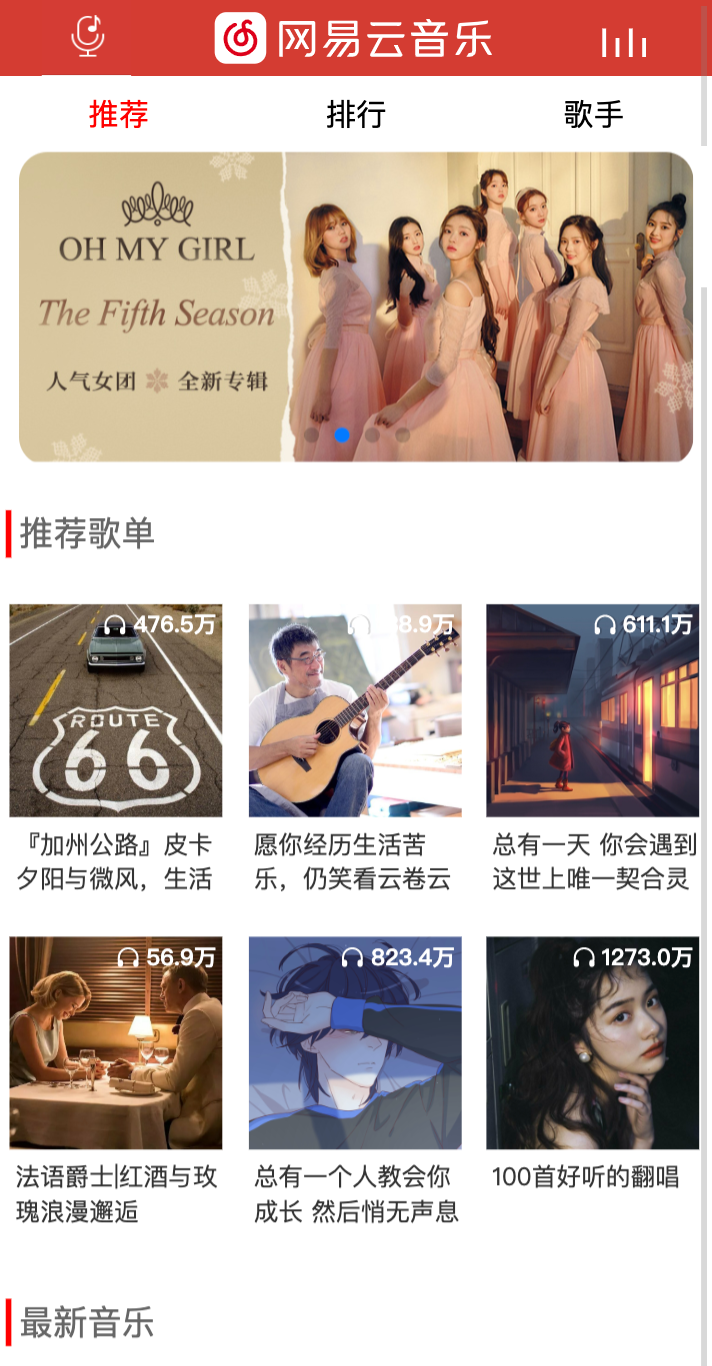 网易云音乐
推荐 排行 歌手
OH MY GIRL
The Fifth Season
人气女团 全新专辑
推荐歌单
476.5万
8.9万
611.1万
ROUTE
66
『加州公路』皮卡
夕阳与微风，生活
愿你经历生活苦
乐，仍笑看云卷云
总有一天 你会遇到
这世上唯一契合灵
56.9万
823.4万
1273.0万
法语爵士|红酒与玫
瑰浪漫邂逅
总有一个人教会你
成长 然后悄无声息
100首好听的翻唱
最新音乐